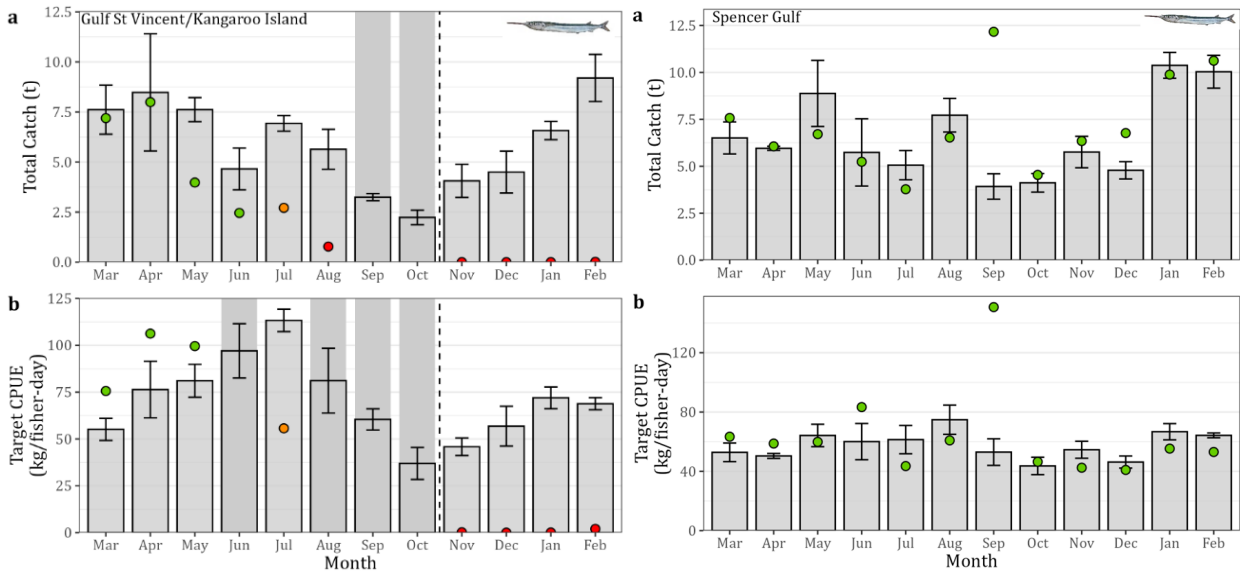 a
Gulf St Vincent/Kangaroo Island
Total Catch (t)
12.5
10.0
7.5
5.0
2.5
0.0
Mar Apr May Jun Jul Aug Sep Oct Nov Dec Jan Feb
b
Target CPUE
(kg/fisher-day)
125
100
75
50
25
0
Mar Apr May Jun Jul Aug Sep Oct Nov Dec Jan Feb
Month
a
Spencer Gulf
Total Catch (t)
12.5
10.0
7.5
5.0
2.5
0.0
Mar Apr May Jun Jul Aug Sep Oct Nov Dec Jan Feb
b
Target CPUE
(kg/fisher-day)
120
80
40
0
Mar Apr May Jun Jul Aug Sep Oct Nov Dec Jan Feb
Month